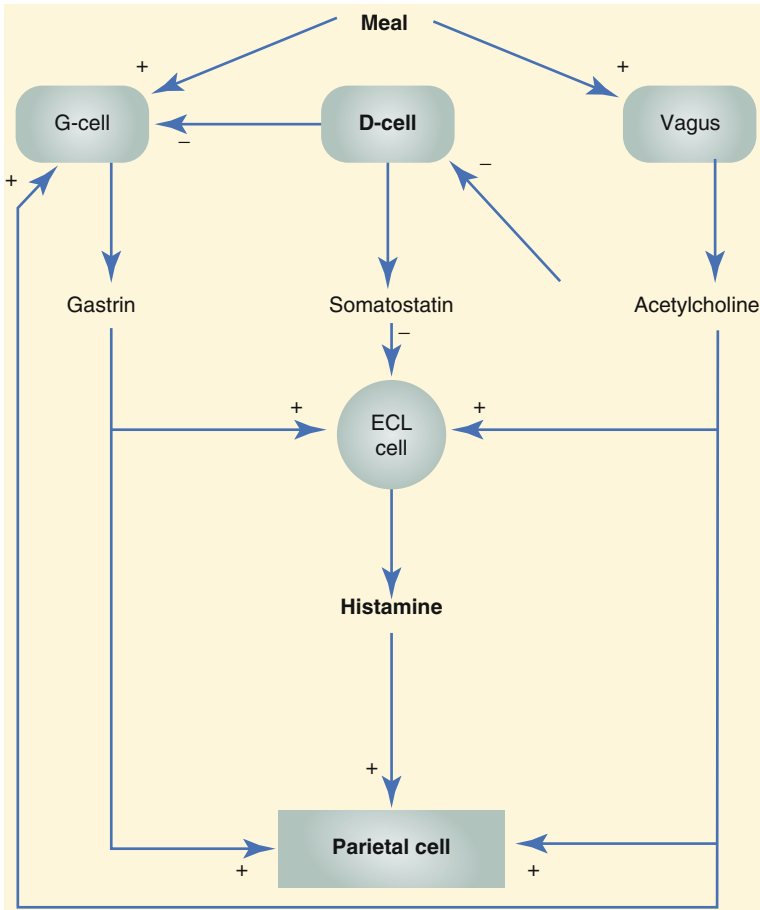 Meal
+
+
G-cell
D-cell
Vagus
–
–
+
Gastrin
Somatostatin
Acetylcholine
–
+
+
ECL
cell
Histamine
+
Parietal cell
+
+